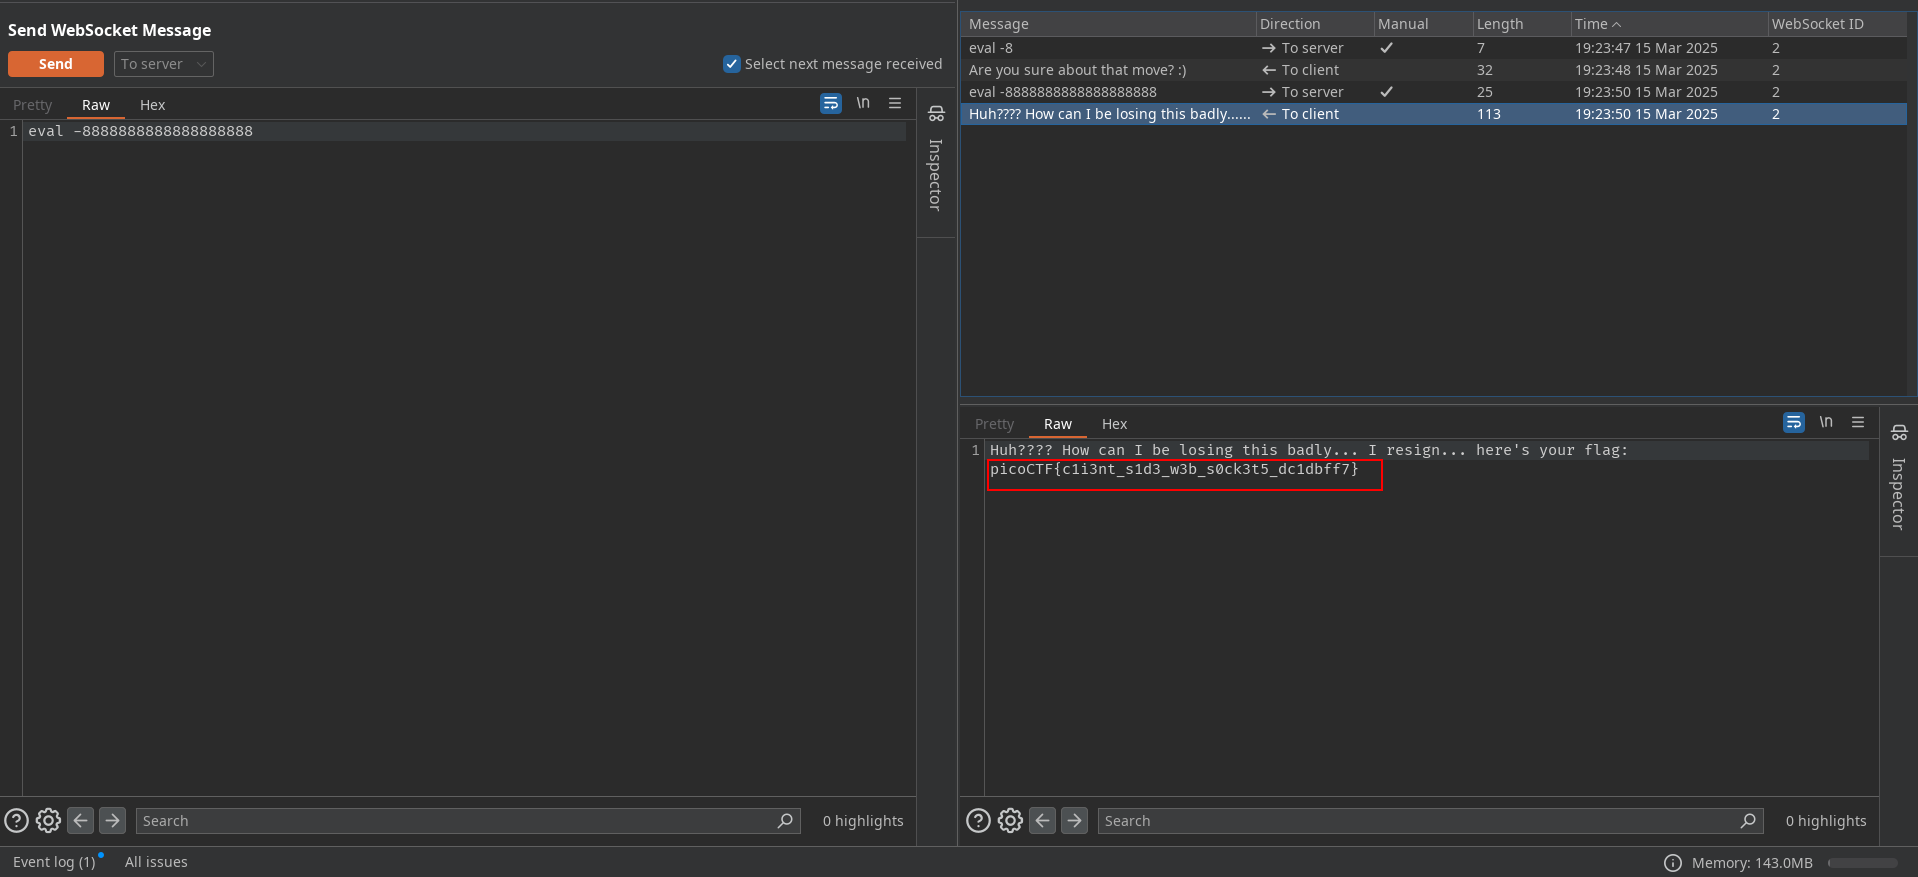 Send WebSocket Message
Send To server Select next message received
Pretty Raw Hex \n
1 eval -8888888888888888888
Inspector
Search 0 highlights
Message Direction Manual Length Time WebSocket ID
eval -8 → To server ✓ 7 19:23:47 15 Mar 2025 2
Are you sure about that move? :) ← To client 32 19:23:48 15 Mar 2025 2
eval -8888888888888888888 → To server ✓ 25 19:23:50 15 Mar 2025 2
Huh???? How can I be losing this badly...... ← To client 113 19:23:50 15 Mar 2025 2
Pretty Raw Hex \n
1 Huh???? How can I be losing this badly... I resign... here's your flag:
picoCTF{c1i3nt_s1d3_w3b_s0ck3t5_dc1dbff7}
Inspector
Search 0 highlights
Event log (1) All issues Memory: 143.0MB